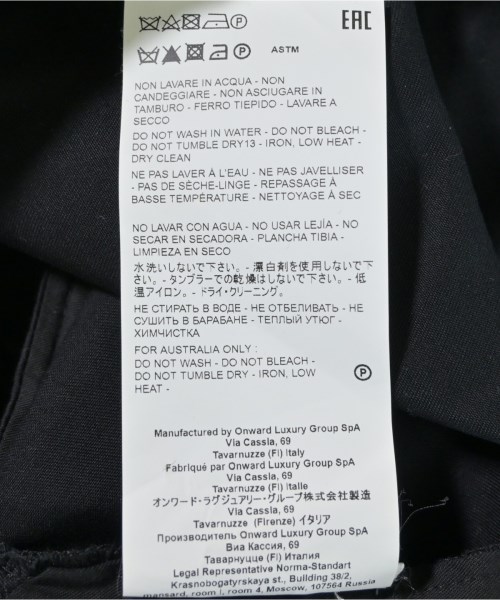 P EAC
P ASTM
NON LAVARE IN ACQUA - NON
CANDEGGIARE - NON ASCIUGARE IN
TAMBURO - FERRO TIEPIDO - LAVARE A
SECCO
DO NOT WASH IN WATER - DO NOT BLEACH -
DO NOT TUMBLE DRY13 - IRON, LOW HEAT -
DRY CLEAN
NE PAS LAVER À L'EAU - NE PAS JAVELLISER
- PAS DE SÈCHE-LINGE - REPASSAGE À
BASSE TEMPÉRATURE - NETTOYAGE À SEC
NO LAVAR CON AGUA - NO USAR LEJÍA - NO
SECAR EN SECADORA - PLANCHA TIBIA -
LIMPIEZA EN SECO
水洗いしないで下さい。- 漂白剤を使用しないで下
さい。- タンブラーでの乾燥はしないで下さい。- 低
温アイロン。- ドライ・クリーニング。
НЕ СТИРАТЬ В ВОДЕ - НЕ ОТБЕЛИВАТЬ - НЕ
СУШИТЬ В БАРАБАНЕ - ТЕПЛЫЙ УТЮГ -
ХИМЧИСТКА
FOR AUSTRALIA ONLY :
DO NOT WASH - DO NOT BLEACH -
DO NOT TUMBLE DRY - IRON, LOW P
HEAT -
Manufactured by Onward Luxury Group SpA
Via Cassia, 69
Tavarnuzze (FI) Italy
Fabriqué par Onward Luxury Group SpA
Via Cassia, 69
Tavarnuzze (FI) Italie
オンワード・ラグジュアリー・グループ株式会社製造
Via Cassia, 69
Tavarnuzze (Firenze) イタリア
Производитель Onward Luxury Group SpA
Виа Кассия, 69
Таварнуцце (FI) Италия
Legal Representative Norma-Standart
Krasnobogatyrskaya st., Building 38/2,
mansard room I, room 4, Moscow, 107564 Russia